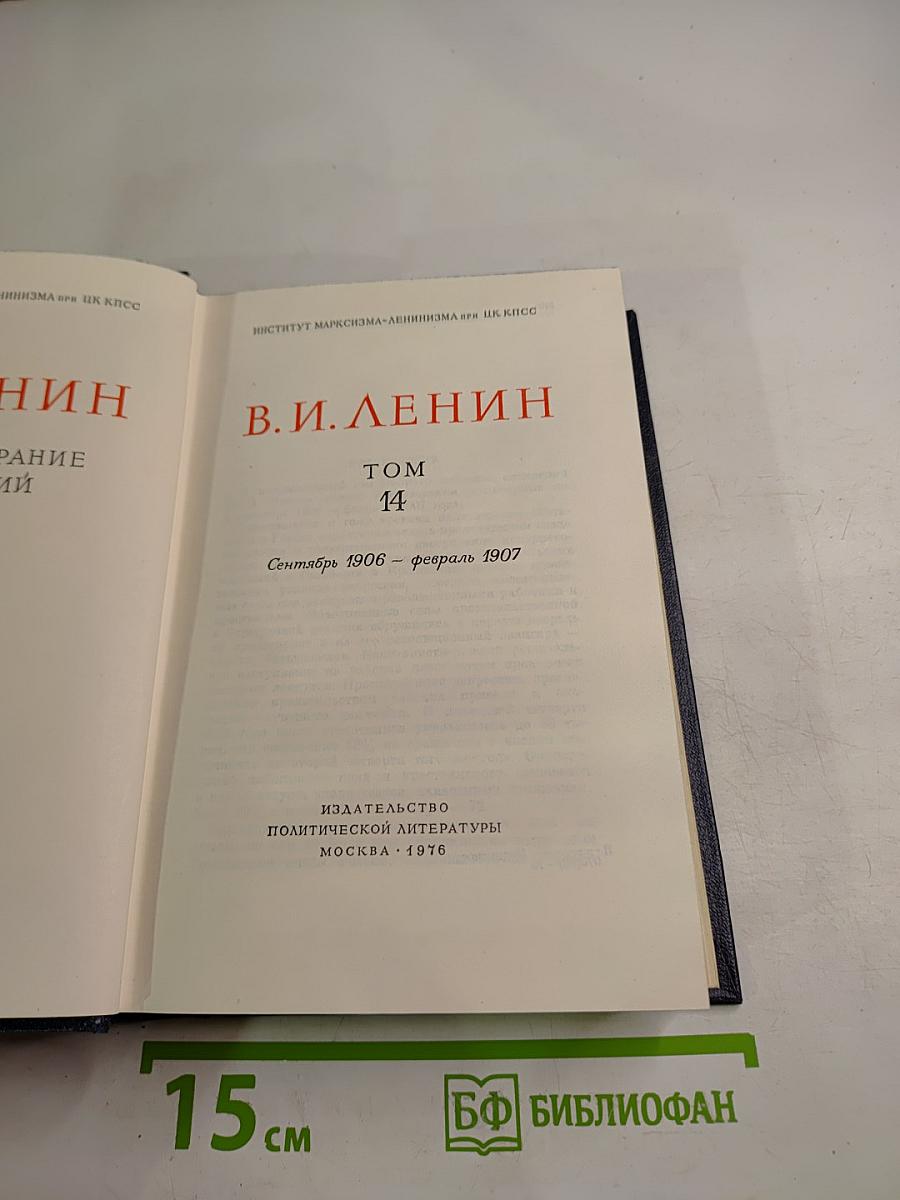 НИНИЗМА при ЦК КПСС
НИН
РАНИЕ
ИЙ
ИНСТИТУТ МАРКСИЗМА-ЛЕНИНИЗМА при ЦК КПСС
В. И. ЛЕНИН
ТОМ
14
Сентябрь 1906 — февраль 1907
ИЗДАТЕЛЬСТВО
ПОЛИТИЧЕСКОЙ ЛИТЕРАТУРЫ
МОСКВА · 1976
15 см
БФ БИБЛИОФАН